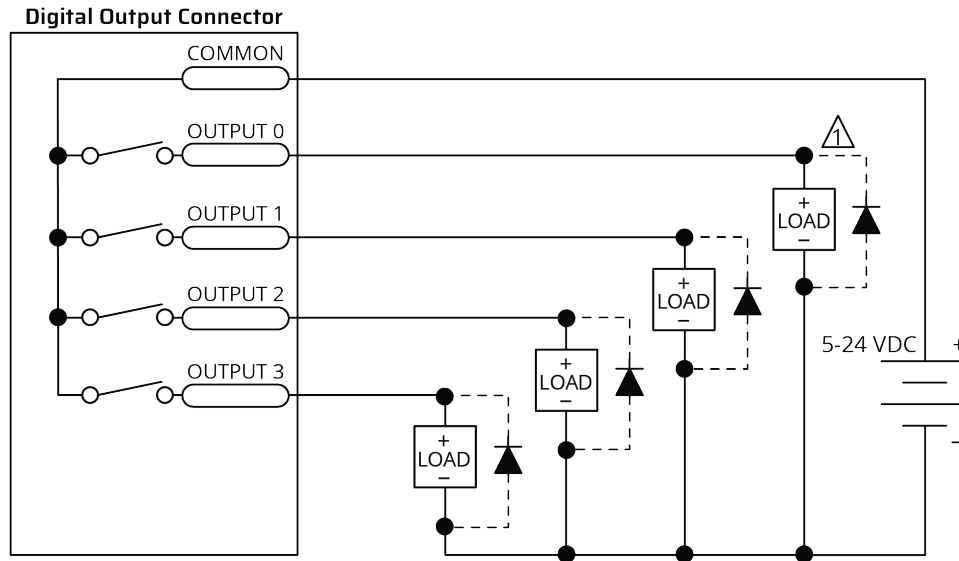 Digital Output Connector
COMMON
OUTPUT 0
1
+
LOAD
−
OUTPUT 1
+
LOAD
−
OUTPUT 2
+
LOAD
−
5-24 VDC
+
−
OUTPUT 3
+
LOAD
−